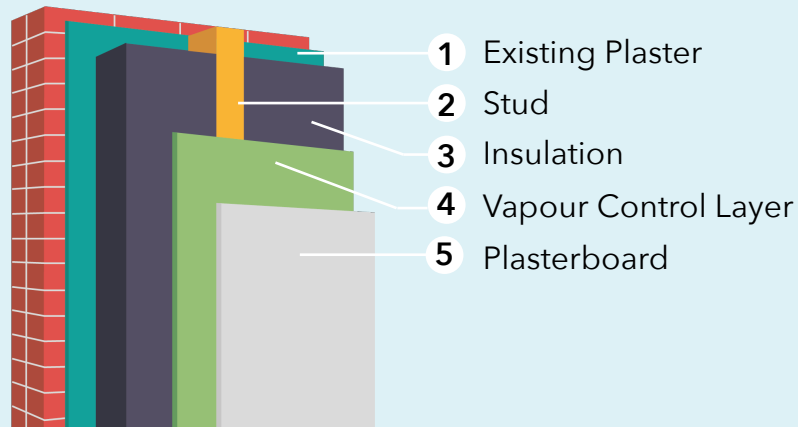 1 Existing Plaster
2 Stud
3 Insulation
4 Vapour Control Layer
5 Plasterboard